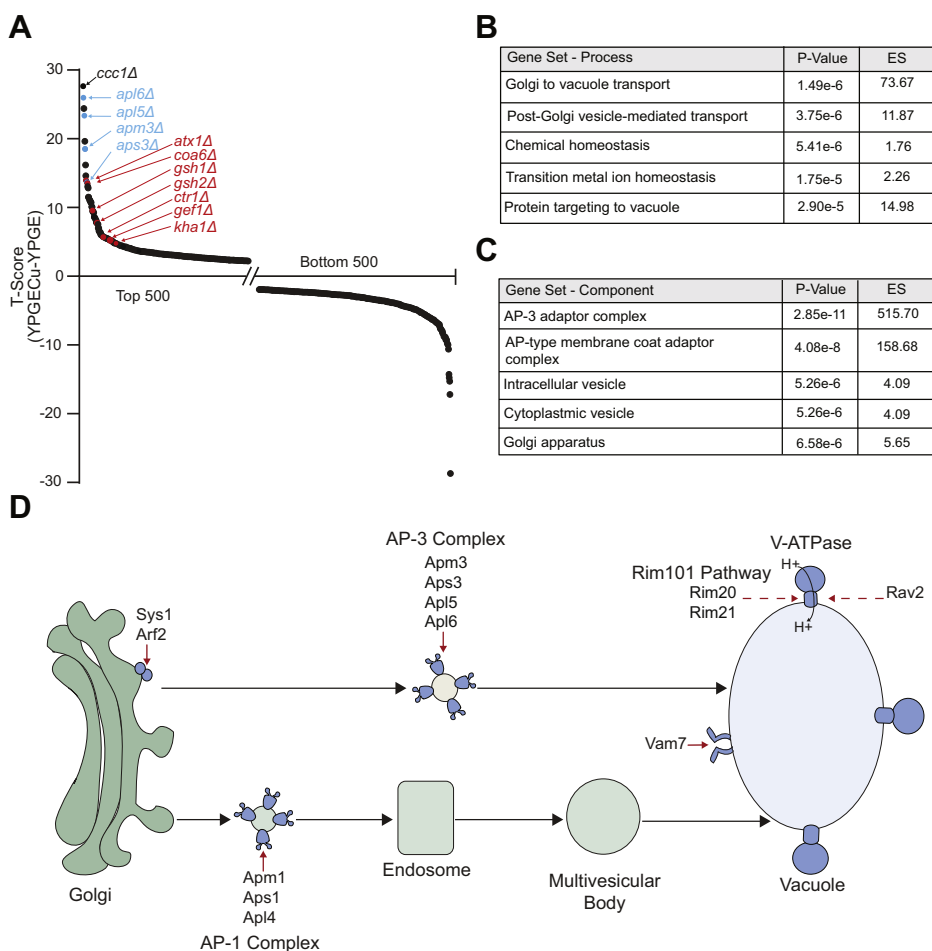 A
30
20
10
0
-10
-20
-30
T-Score
(YPGECu-YPGE)
ccc1Δ
apl6Δ
apl5Δ
apm3Δ
aps3Δ
atx1Δ
coa6Δ
gsh1Δ
gsh2Δ
ctr1Δ
gef1Δ
kha1Δ
Top 500
Bottom 500
B
Gene Set - Process P-Value ES
Golgi to vacuole transport 1.49e-6 73.67
Post-Golgi vesicle-mediated transport 3.75e-6 11.87
Chemical homeostasis 5.41e-6 1.76
Transition metal ion homeostasis 1.75e-5 2.26
Protein targeting to vacuole 2.90e-5 14.98
C
Gene Set - Component P-Value ES
AP-3 adaptor complex 2.85e-11 515.70
AP-type membrane coat adaptor
complex 4.08e-8 158.68
Intracellular vesicle 5.26e-6 4.09
Cytoplastmic vesicle 5.26e-6 4.09
Golgi apparatus 6.58e-6 5.65
D
Sys1
Arf2
AP-3 Complex
Apm3
Aps3
Apl5
Apl6
V-ATPase
H+
H+
Rim101 Pathway
Rim20
Rim21
Rav2
Vam7
Golgi
Apm1
Aps1
Apl4
AP-1 Complex
Endosome
Multivesicular
Body
Vacuole